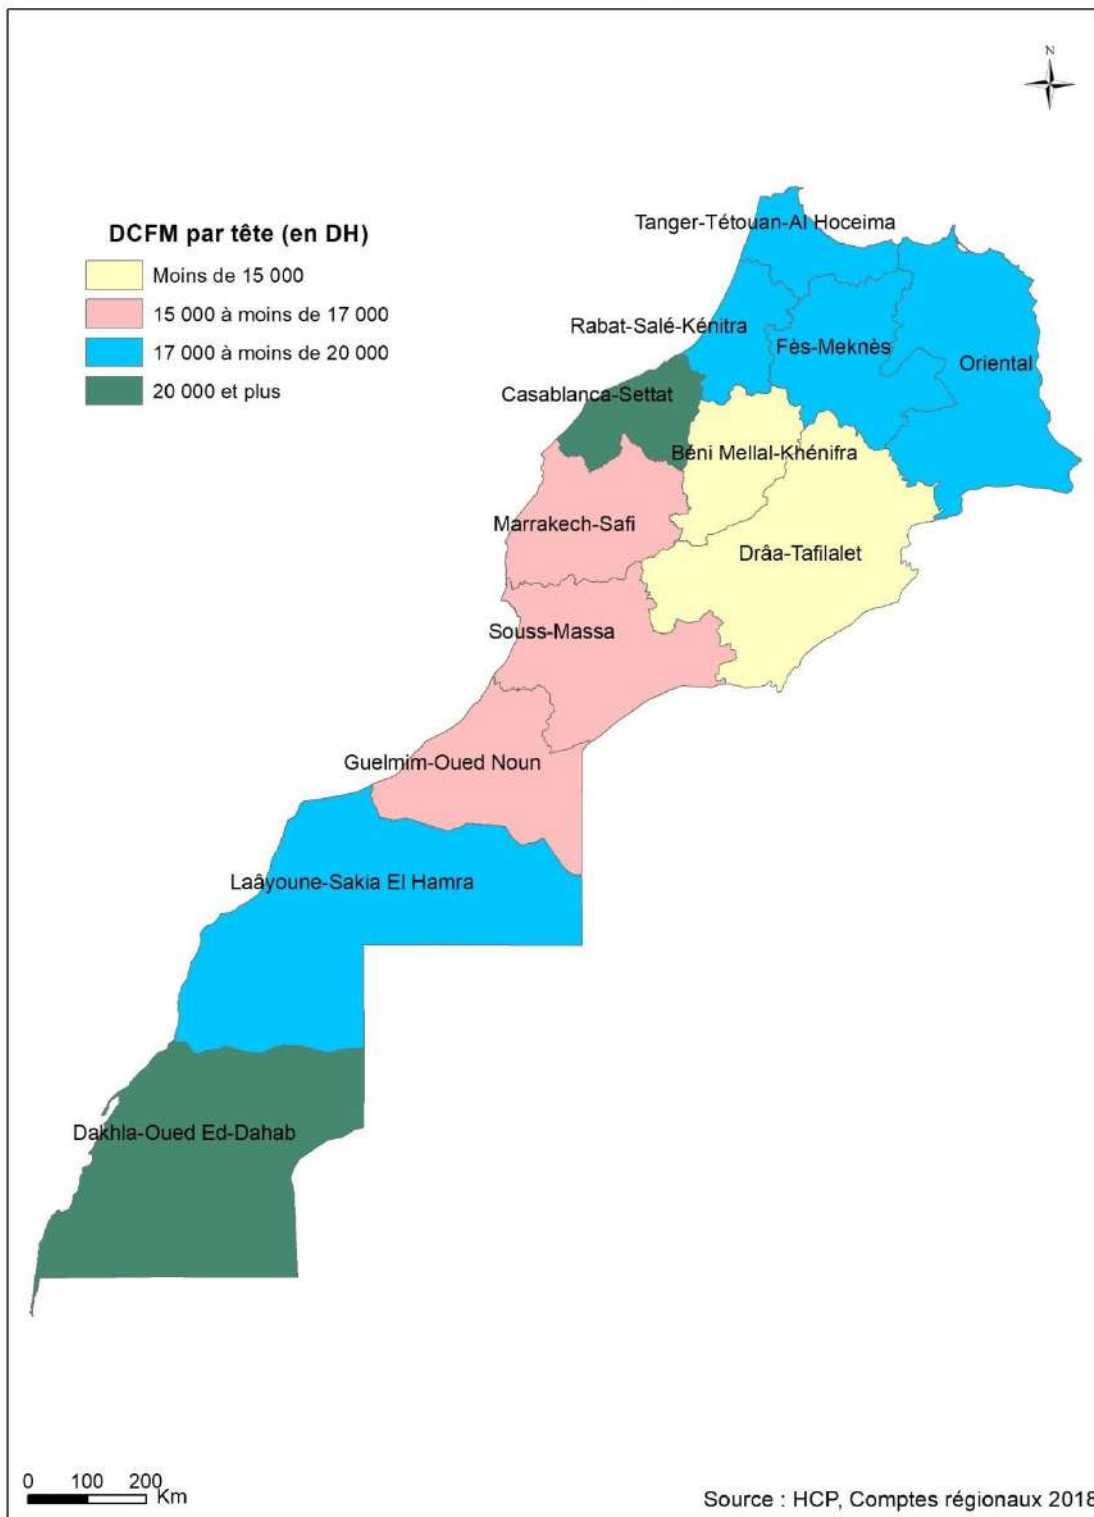 N
DCFM par tête (en DH)
Moins de 15 000
15 000 à moins de 17 000
17 000 à moins de 20 000
20 000 et plus
Tanger-Tétouan-Al Hoceima
Rabat-Salé-Kénitra
Fès-Meknès
Oriental
Casablanca-Settat
Béni Mellal-Khénifra
Marrakech-Safi
Drâa-Tafilalet
Souss-Massa
Guelmim-Oued Noun
Laâyoune-Sakia El Hamra
Dakhla-Oued Ed-Dahab
0 100 200
Km
Source : HCP, Comptes régionaux 2018